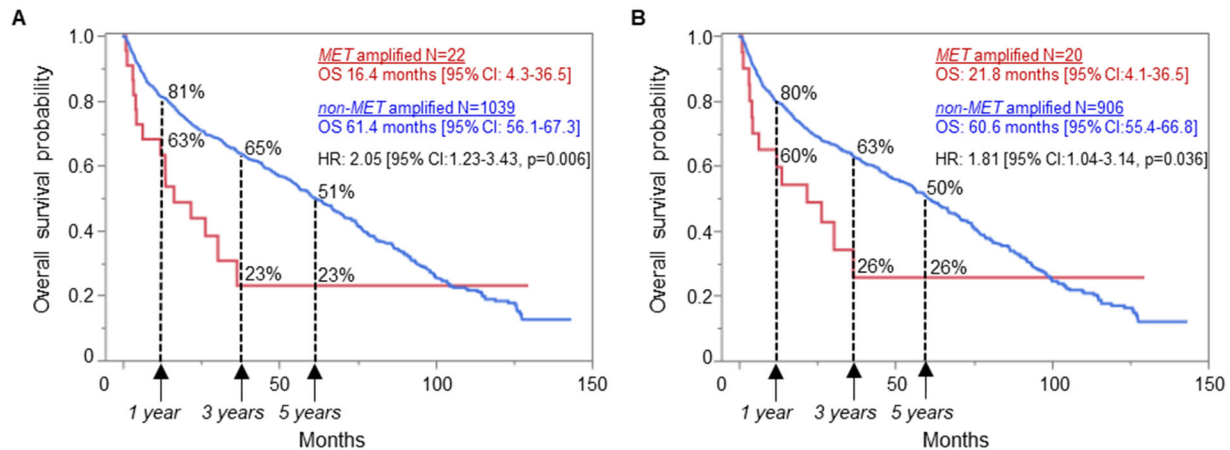 A
Overall survival probability
1.0
0.8
0.6
0.4
0.2
0
MET amplified N=22
OS 16.4 months [95% CI: 4.3-36.5]
non-MET amplified N=1039
OS 61.4 months [95% CI: 56.1-67.3]
HR: 2.05 [95% CI:1.23-3.43, p=0.006]
81%
63%
65%
51%
23%
23%
0
50
100
150
1 year
3 years
5 years
Months
B
Overall survival probability
1.0
0.8
0.6
0.4
0.2
0
MET amplified N=20
OS: 21.8 months [95% CI:4.1-36.5]
non-MET amplified N=906
OS: 60.6 months [95% CI:55.4-66.8]
HR: 1.81 [95% CI:1.04-3.14, p=0.036]
80%
60%
63%
50%
26%
26%
0
50
100
150
1 year
3 years
5 years
Months